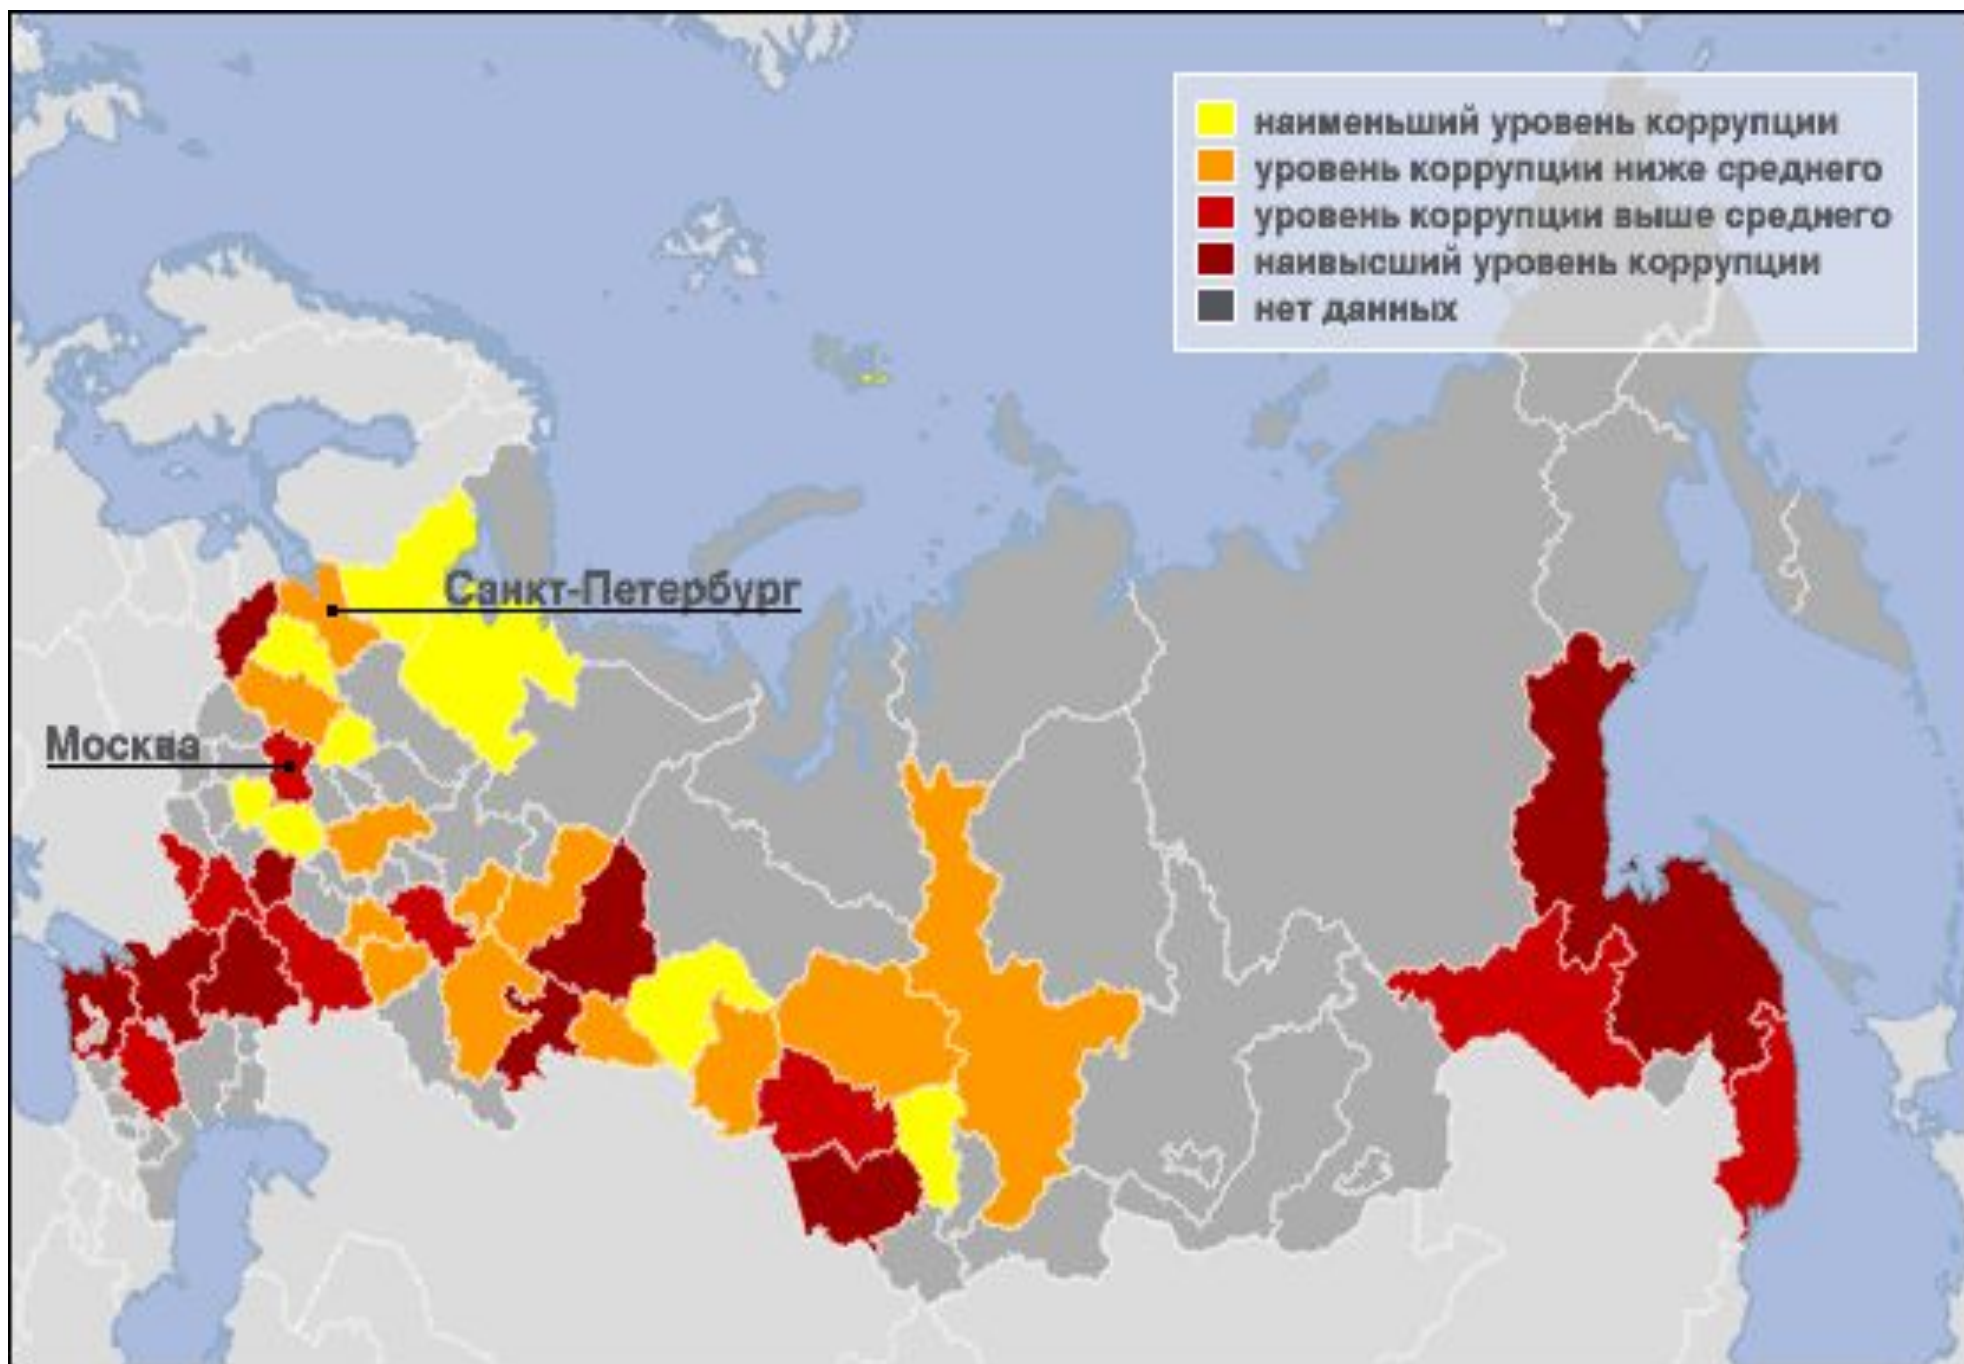 наименьший уровень коррупции
уровень коррупции ниже среднего
уровень коррупции выше среднего
наивысший уровень коррупции
нет данных
Санкт-Петербург
Москва